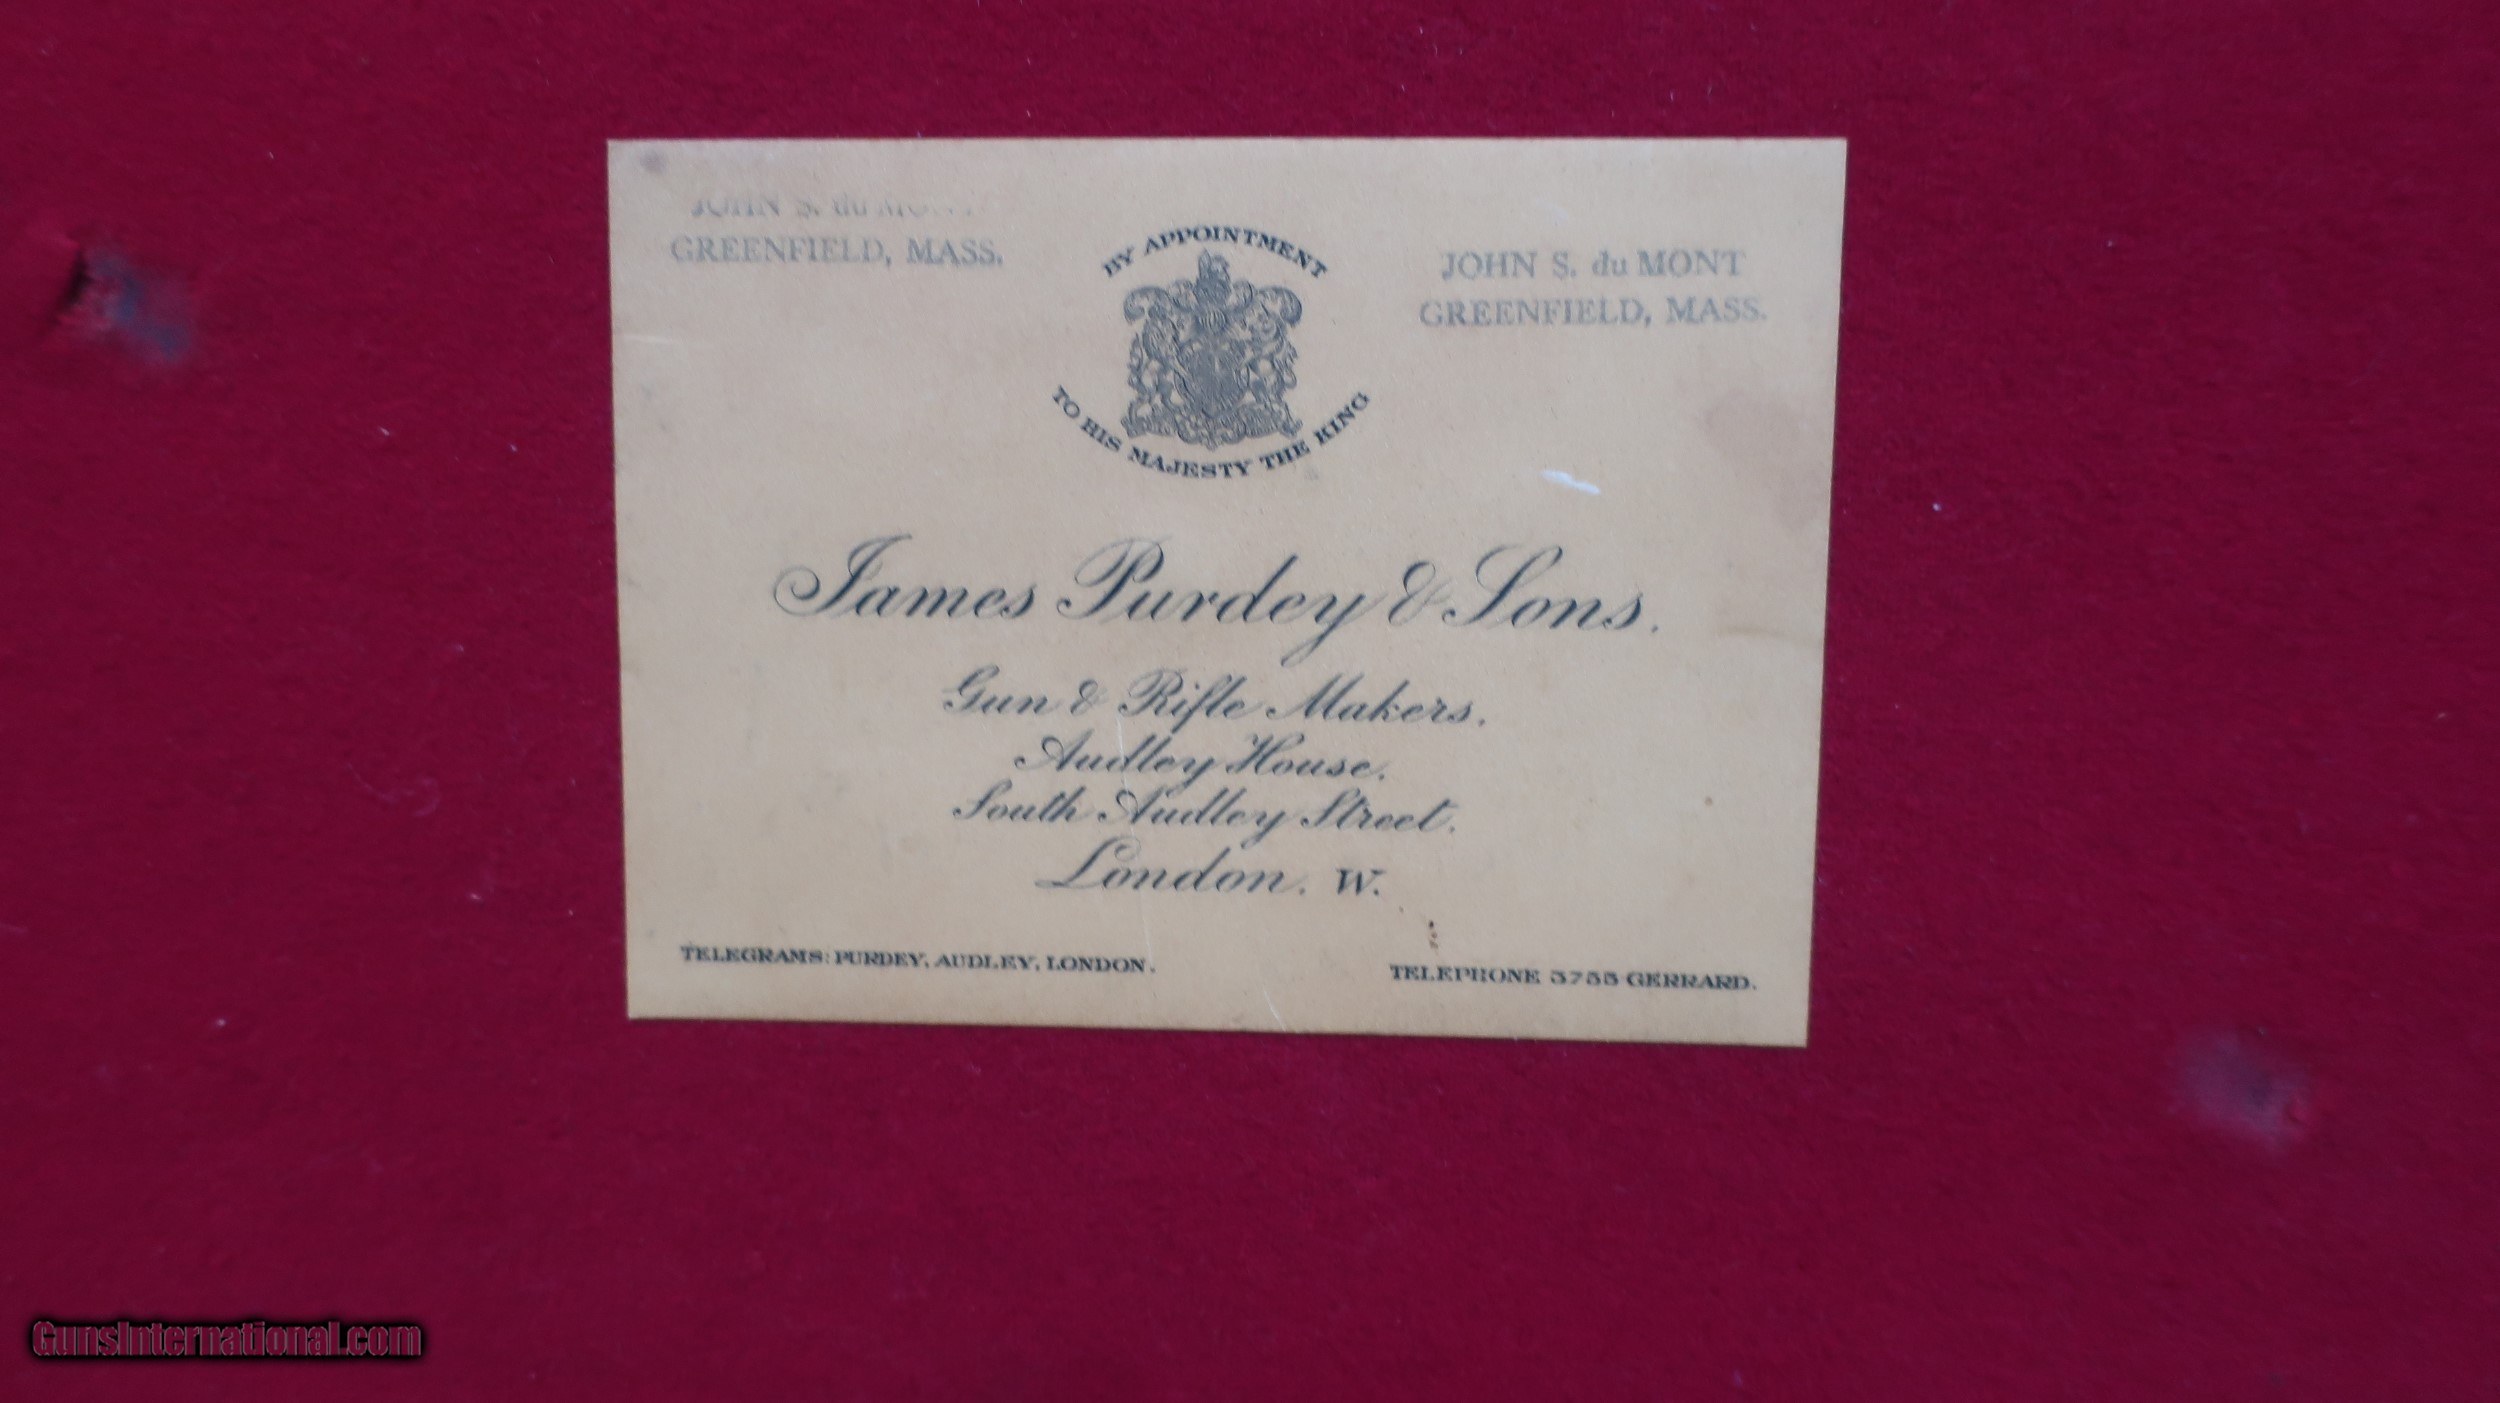 JOHN S. du
GREENFIELD, MASS.
JOHN S. du MONT
GREENFIELD, MASS.
BY APPOINTMENT
TO HIS MAJESTY THE KING
James Purdey & Sons.
Gun & Rifle Makers.
Audley House.
South Audley Street.
London. W.
TELEGRAMS: PURDEY, AUDLEY, LONDON.
TELEPHONE 3755 GERRARD.
GunsInternational.com